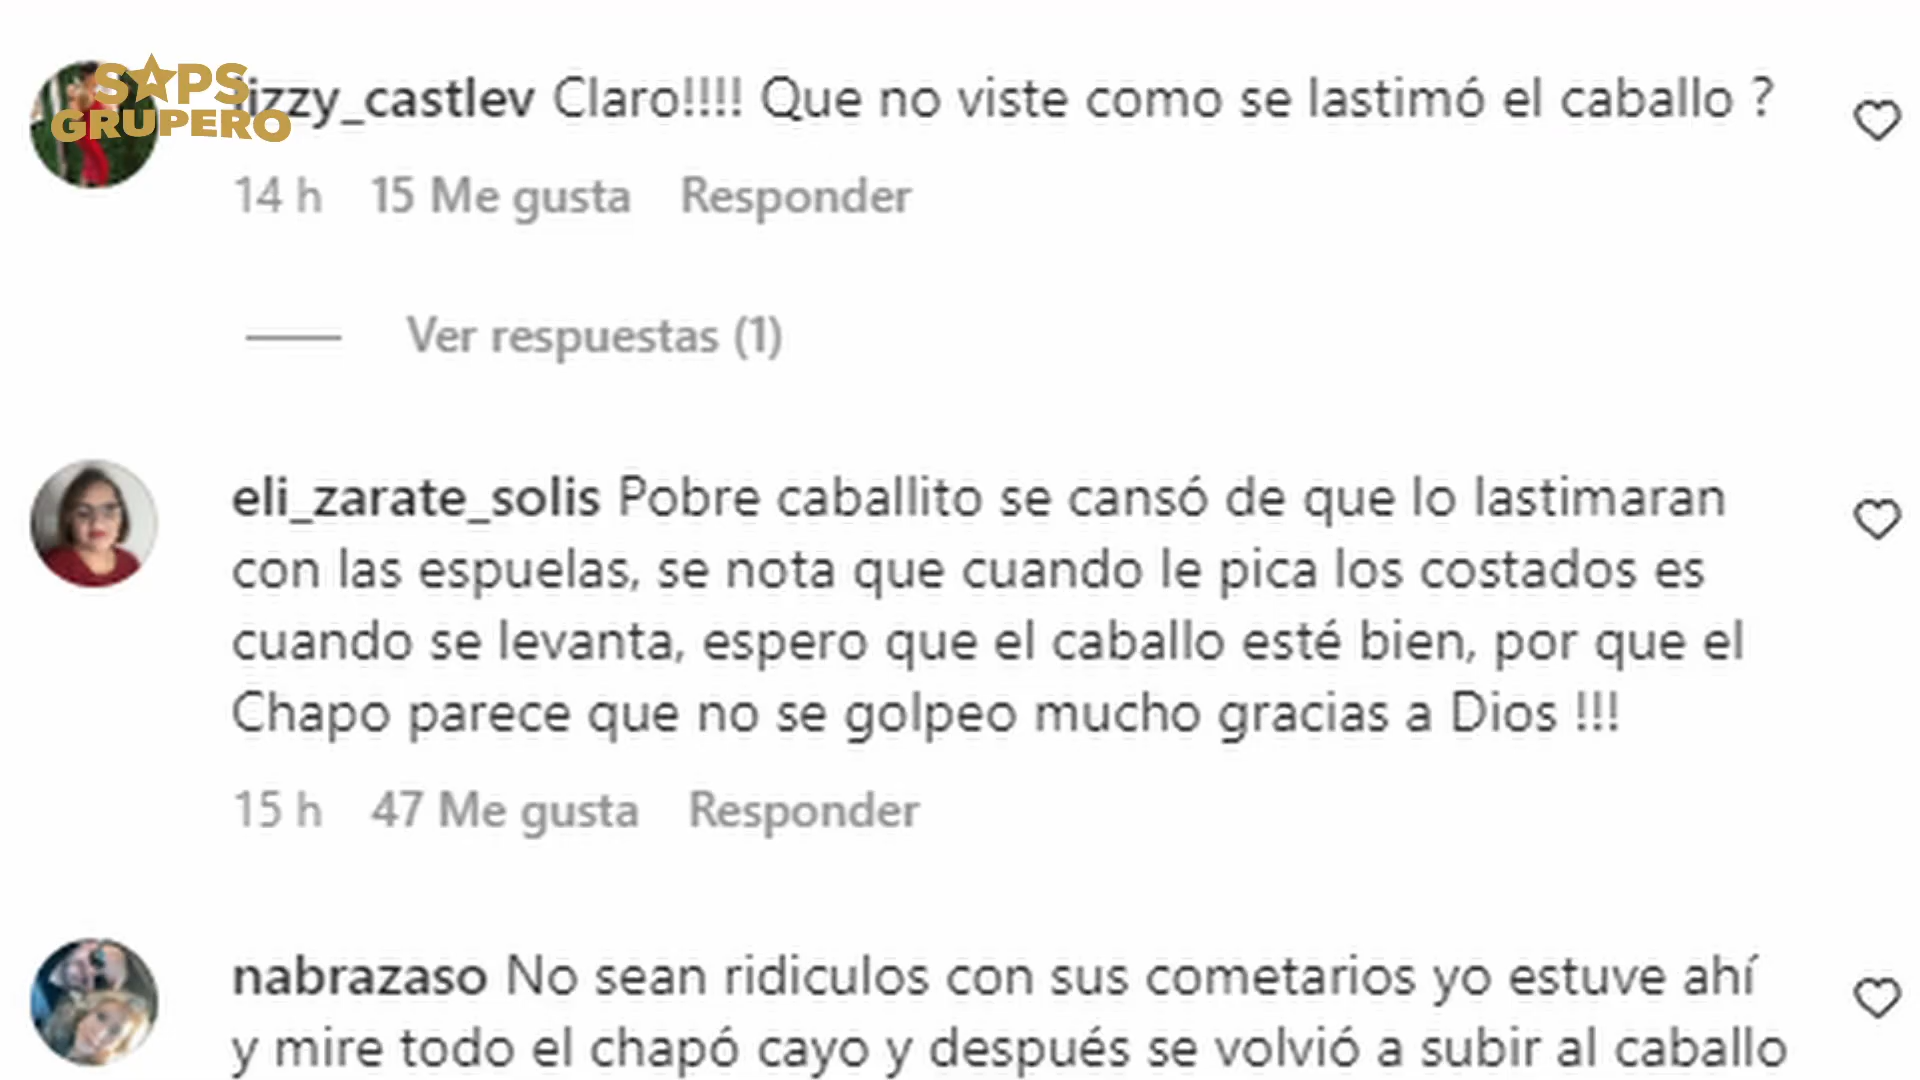 SAPS
GRUPERO
lizzy_castlev Claro!!!! Que no viste como se lastimó el caballo ?
14 h 15 Me gusta Responder
Ver respuestas (1)
eli_zarate_solis Pobre caballito se cansó de que lo lastimaran
con las espuelas, se nota que cuando le pica los costados es
cuando se levanta, espero que el caballo esté bien, por que el
Chapo parece que no se golpeo mucho gracias a Dios !!!
15 h 47 Me gusta Responder
nabrazaso No sean ridiculos con sus cometarios yo estuve ahí
y mire todo el chapó cayo y después se volvió a subir al caballo